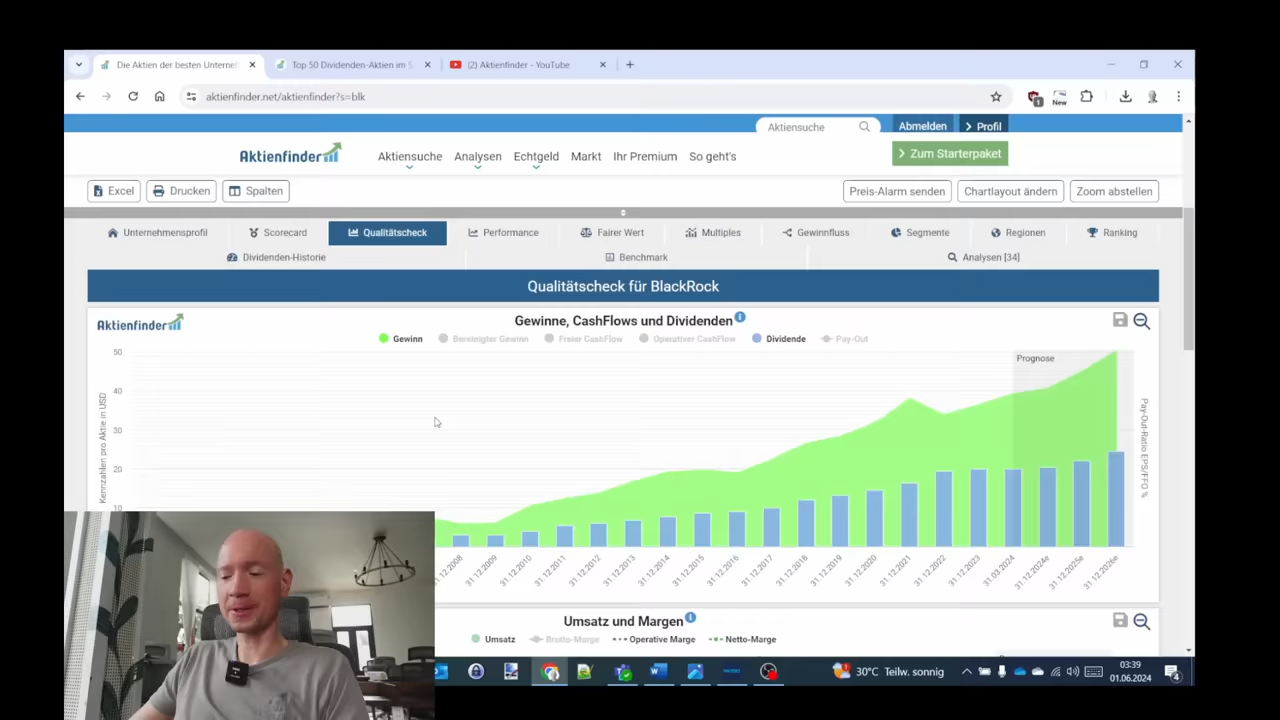 Die Aktien der besten Unterne
Top 50 Dividenden-Aktien im S
(2) Aktienfinder - YouTube
aktienfinder.net/aktienfinder?s=blk
1
New
Aktiensuche
Abmelden
Profil
Aktienfinder
Aktiensuche
Analysen
Echtgeld
Markt
Ihr Premium
So geht's
Zum Starterpaket
Excel
Drucken
Spalten
Preis-Alarm senden
Chartlayout ändern
Zoom abstellen
Unternehmensprofil
Scorecard
Qualitätscheck
Performance
Fairer Wert
Multiples
Gewinnfluss
Segmente
Regionen
Ranking
Dividenden-Historie
Benchmark
Analysen [34]
Qualitätscheck für BlackRock
Aktienfinder
Gewinne, CashFlows und Dividenden
Gewinn
Bereinigter Gewinn
Freier CashFlow
Operativer CashFlow
Dividende
Pay-Out
Prognose
50
40
30
20
10
Kennzahlen pro Aktie in USD
Pay-Out-Ratio EPS/FFO %
31.12.2008
31.12.2009
31.12.2010
31.12.2011
31.12.2012
31.12.2013
31.12.2014
31.12.2015
31.12.2016
31.12.2017
31.12.2018
31.12.2019
31.12.2020
31.12.2021
31.12.2022
31.12.2023
31.03.2024
31.12.2024e
31.12.2025e
31.12.2026e
Umsatz und Margen
Umsatz
Brutto-Marge
Operative Marge
Netto-Marge
30°C Teilw. sonnig
03:39
01.06.2024
4